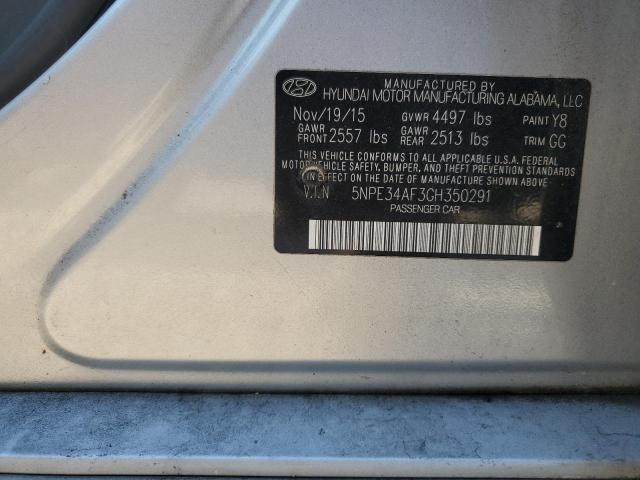 MANUFACTURED BY
HYUNDAI MOTOR MANUFACTURING ALABAMA, LLC
Nov/19/15 GVWR 4497 lbs PAINT Y8
GAWR FRONT 2557 lbs GAWR REAR 2513 lbs TRIM GG
THIS VEHICLE CONFORMS TO ALL APPLICABLE U.S.A. FEDERAL
MOTOR VEHICLE SAFETY, BUMPER, AND THEFT PREVENTION STANDARDS
IN EFFECT ON THE DATE OF MANUFACTURE SHOWN ABOVE.
V.I.N 5NPE34AF3GH350291
PASSENGER CAR